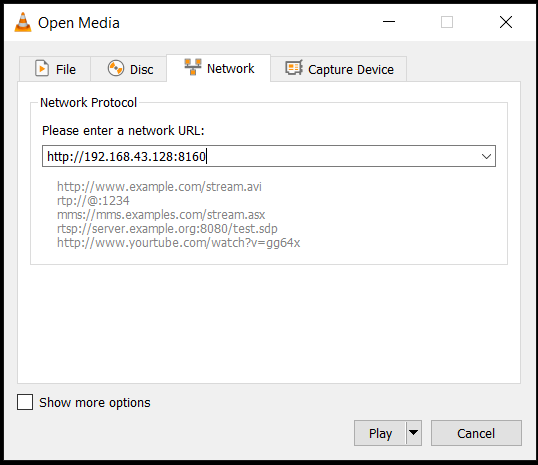 Open Media
File
Disc
Network
Capture Device
Network Protocol
Please enter a network URL:
http://192.168.43.128:8160
http://www.example.com/stream.avi
rtp://@:1234
mms://mms.examples.com/stream.asx
rtsp://server.example.org:8080/test.sdp
http://www.yourtube.com/watch?v=gg64x
Show more options
Play
Cancel